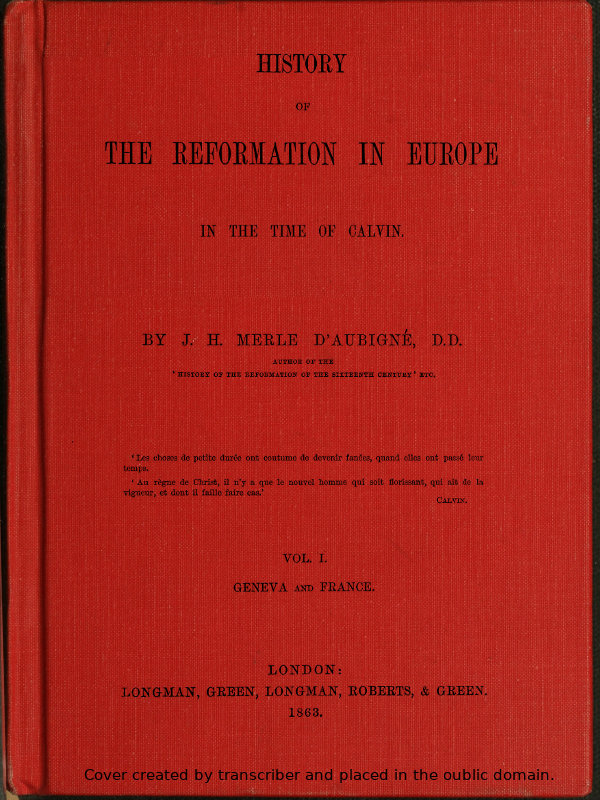 HISTORY
OF
THE REFORMATION IN EUROPE
IN THE TIME OF CALVIN.
BY J. H. MERLE D'AUBIGNÉ, D.D.
AUTHOR OF THE
'HISTORY OF THE REFORMATION OF THE SIXTEENTH CENTURY' ETC.
'Les choses de petite durée ont coutume de devenir fanées, quand elles ont passé leur
temps.
'Au règne de Christ, il n'y a que le nouvel homme qui soit florissant, qui ait de la
vigueur, et dont il faille faire cas.'
CALVIN.
VOL. I.
GENEVA AND FRANCE.
LONDON:
LONGMAN, GREEN, LONGMAN, ROBERTS, & GREEN.
1863.
Cover created by transcriber and placed in the oublic domain.